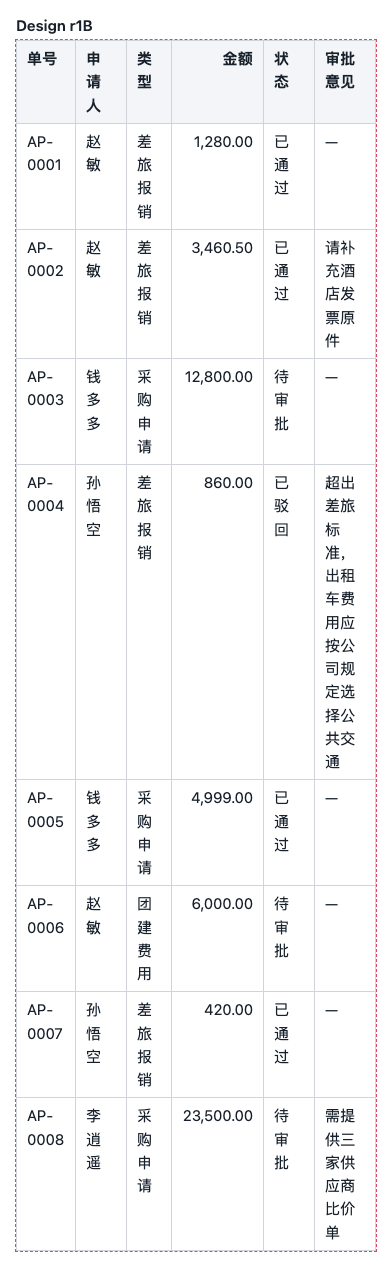 Design r1B
单号
申请人
类型
金额
状态
审批意见
AP-0001
赵敏
差旅报销
1,280.00
已通过
—
AP-0002
赵敏
差旅报销
3,460.50
已通过
请补充酒店发票原件
AP-0003
钱多多
采购申请
12,800.00
待审批
—
AP-0004
孙悟空
差旅报销
860.00
已驳回
超出差旅标准，出租车费用应按公司规定选择公共交通
AP-0005
钱多多
采购申请
4,999.00
已通过
—
AP-0006
赵敏
团建费用
6,000.00
待审批
—
AP-0007
孙悟空
差旅报销
420.00
已通过
—
AP-0008
李逍遥
采购申请
23,500.00
待审批
需提供三家供应商比价单